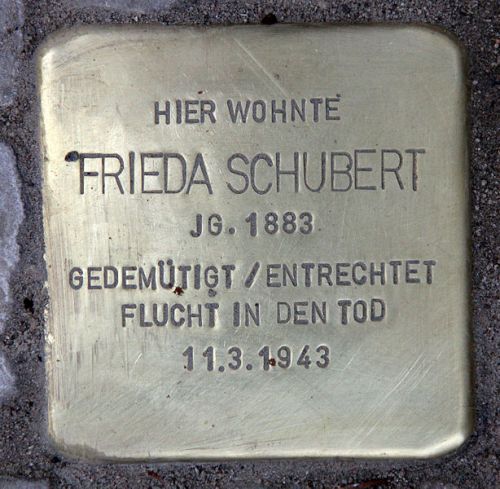 HIER WOHNTE
FRIEDA SCHUBERT
JG. 1883
GEDEMÜTIGT / ENTRECHTET
FLUCHT IN DEN TOD
11.3.1943